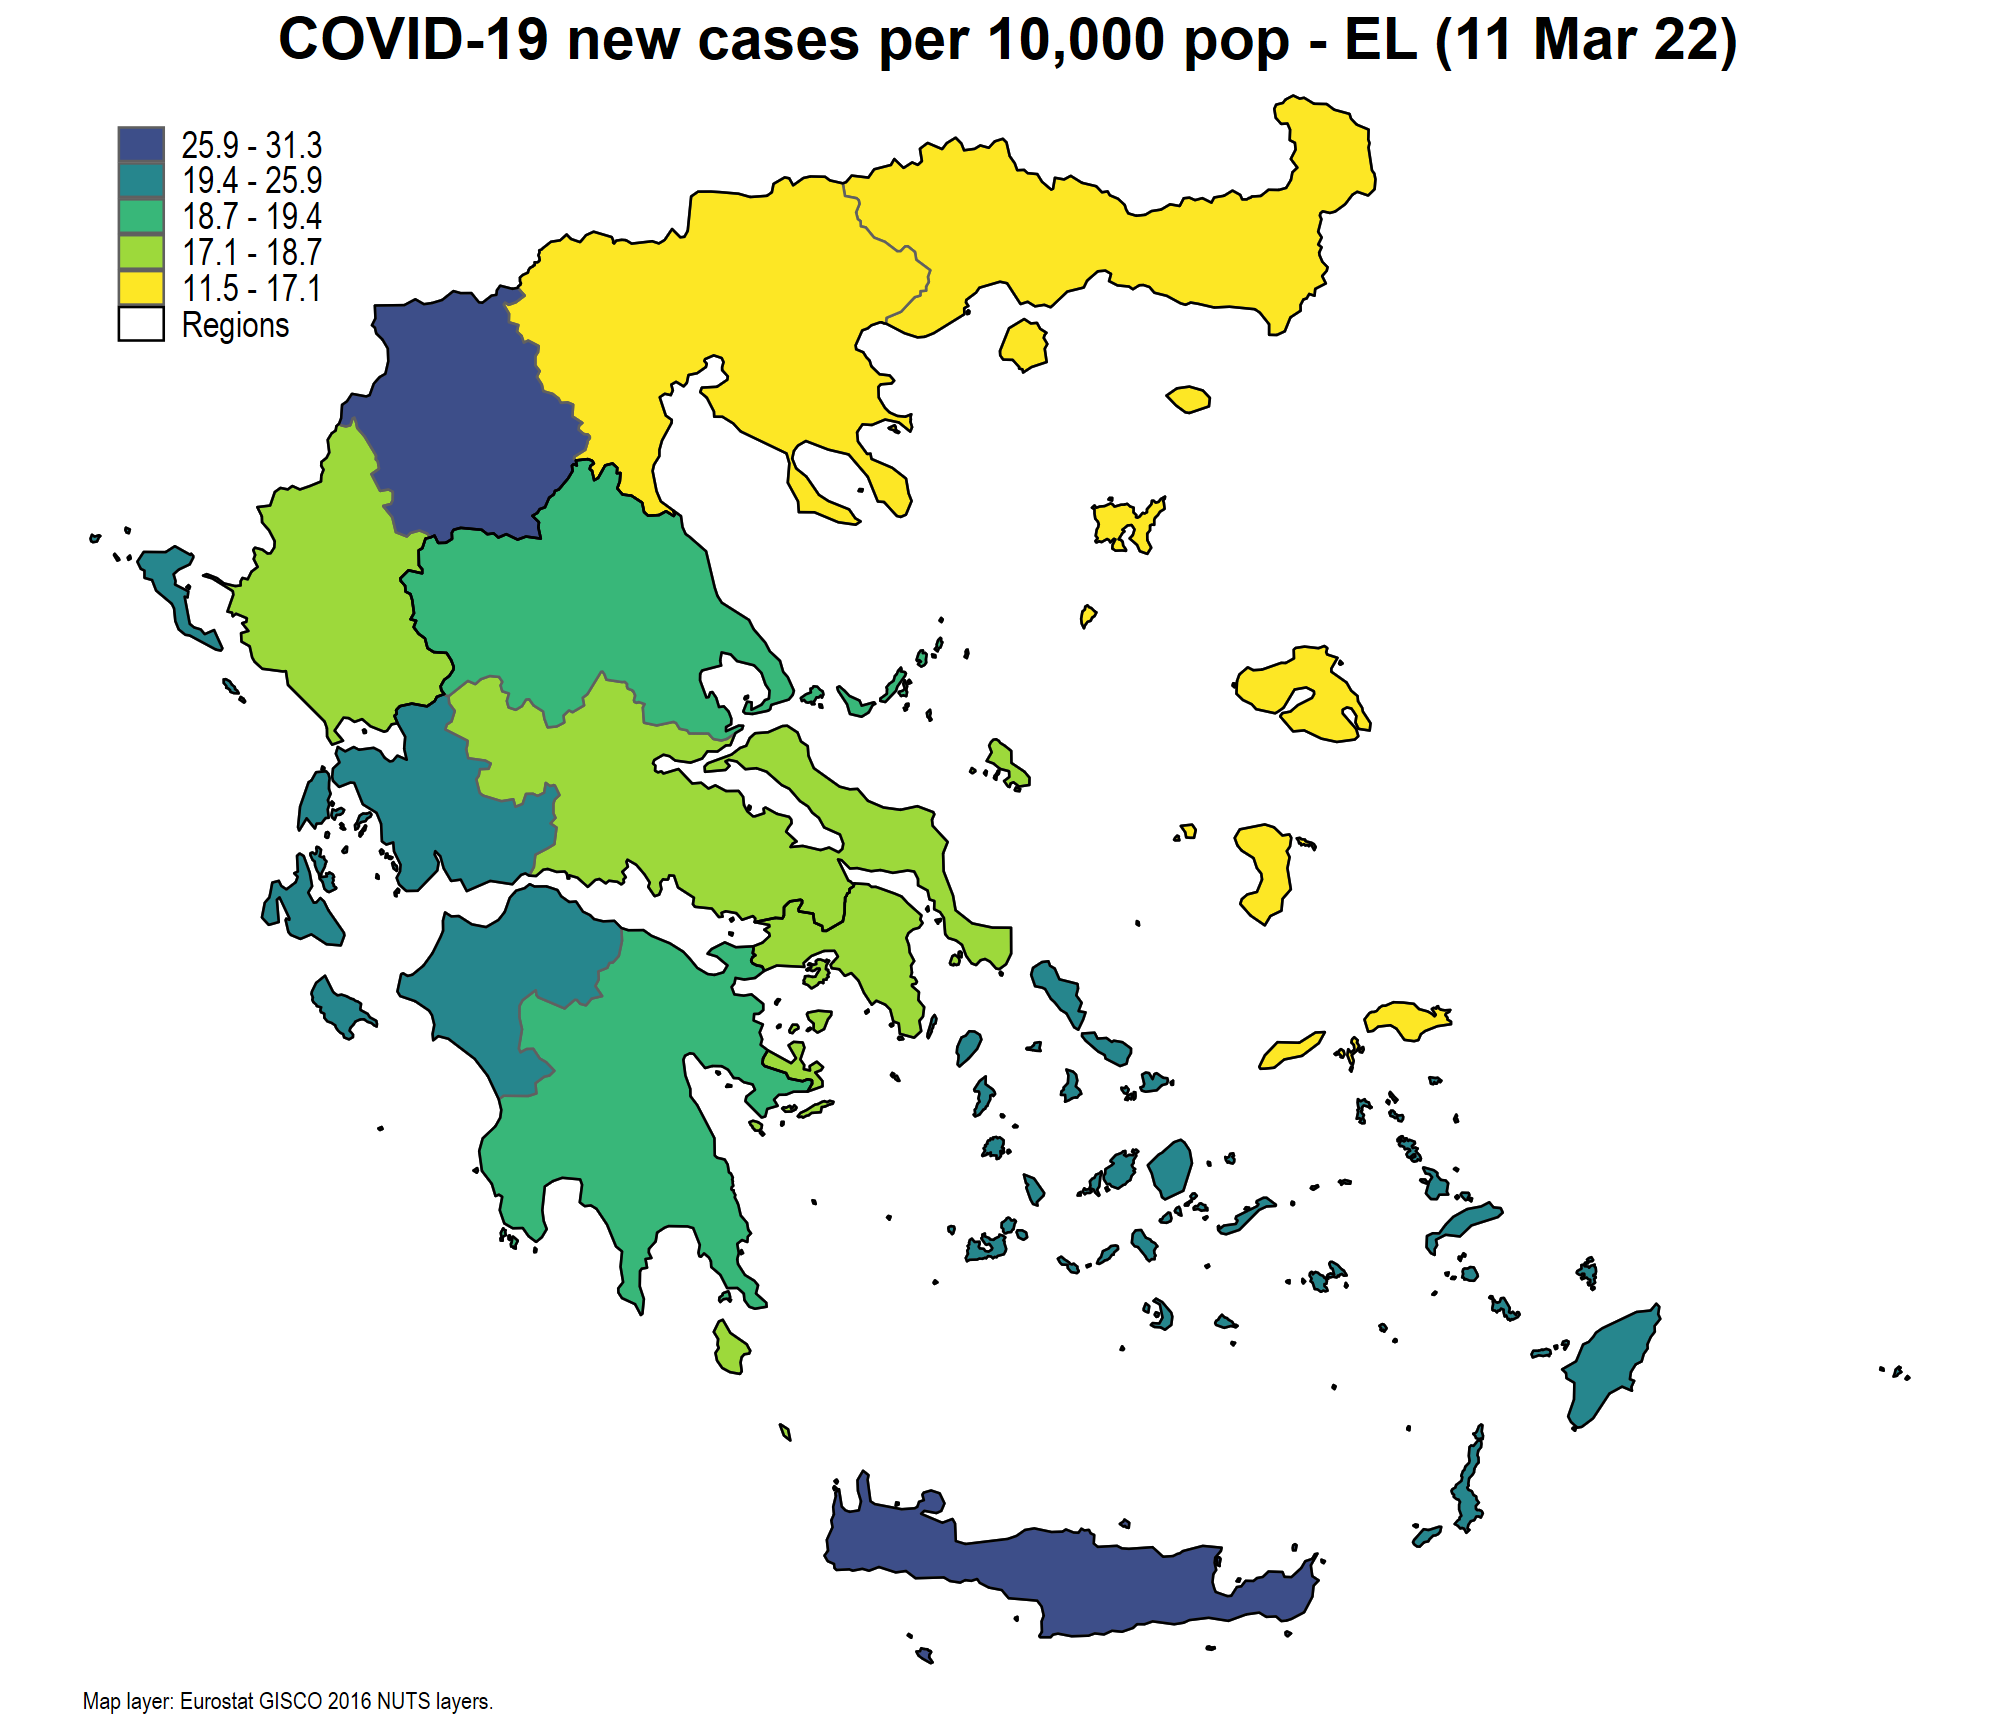 COVID-19 new cases per 10,000 pop - EL (11 Mar 22)
25.9 - 31.3
19.4 - 25.9
18.7 - 19.4
17.1 - 18.7
11.5 - 17.1
Regions
Map layer: Eurostat GISCO 2016 NUTS layers.